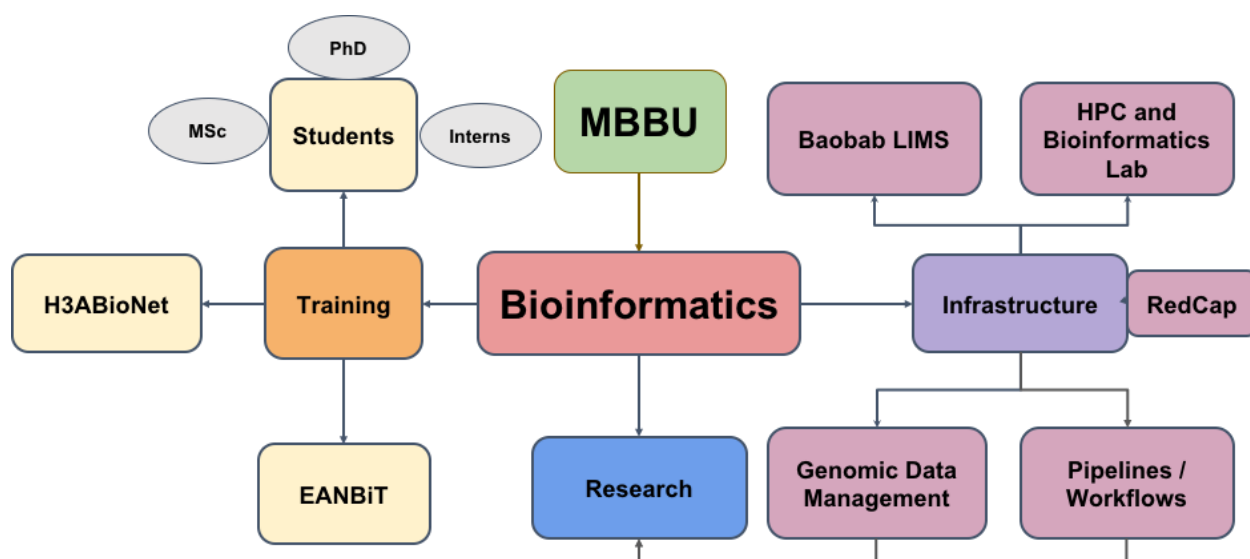 PhD
MSc
Students
Interns
MBBU
Baobab LIMS
HPC and
Bioinformatics
Lab
H3ABioNet
Training
Bioinformatics
Infrastructure
RedCap
EANBiT
Research
Genomic Data
Management
Pipelines /
Workflows